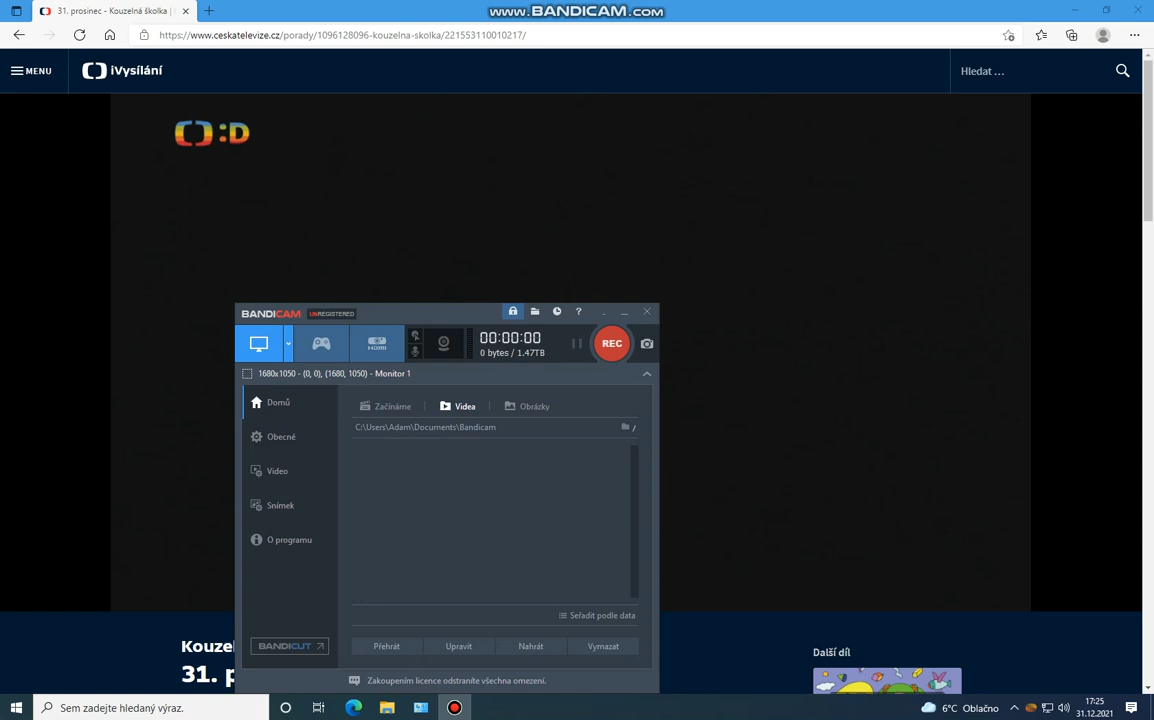 31. prosinec - Kouzelná školka |
www.BANDICAM.com
https://www.ceskatelevize.cz/porady/1096128096-kouzelna-skolka/221553110010217/
MENU
iVysílání
Hledat ...
:D
BANDICAM UNREGISTERED
?
HDMI
00:00:00
0 bytes / 1.47TB
REC
1680x1050 - (0, 0), (1680, 1050) - Monitor 1
Domů
Obecné
Video
Snímek
O programu
BANDICUT
Začínáme
Videa
Obrázky
C:\Users\Adam\Documents\Bandicam
/
Seřadit podle data
Přehrát
Upravit
Nahrát
Vymazat
Zakoupením licence odstraníte všechna omezení.
Kouzel
31. p
Další díl
Sem zadejte hledaný výraz.
6°C Oblačno
17:25
31.12.2021